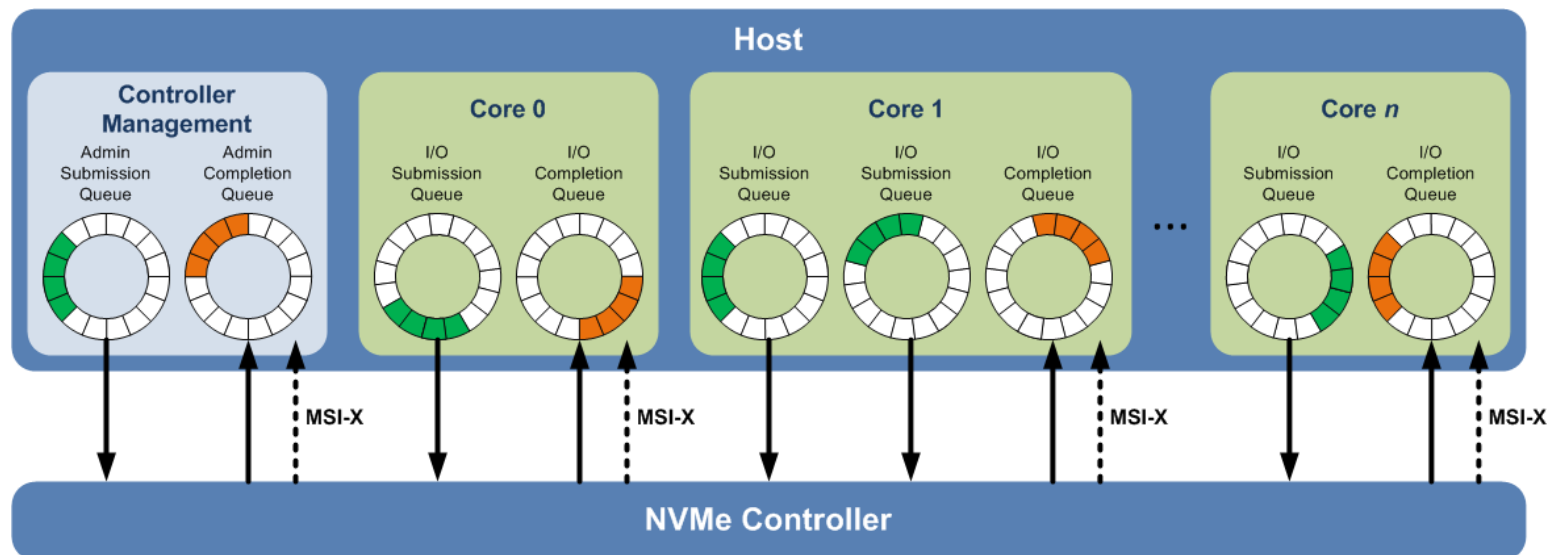 Host
Controller
Management
Core 0
Core 1
Core n
Admin
Submission
Queue
Admin
Completion
Queue
I/O
Submission
Queue
I/O
Completion
Queue
I/O
Submission
Queue
I/O
Submission
Queue
I/O
Completion
Queue
...
I/O
Submission
Queue
I/O
Completion
Queue
MSI-X
MSI-X
MSI-X
MSI-X
NVMe Controller